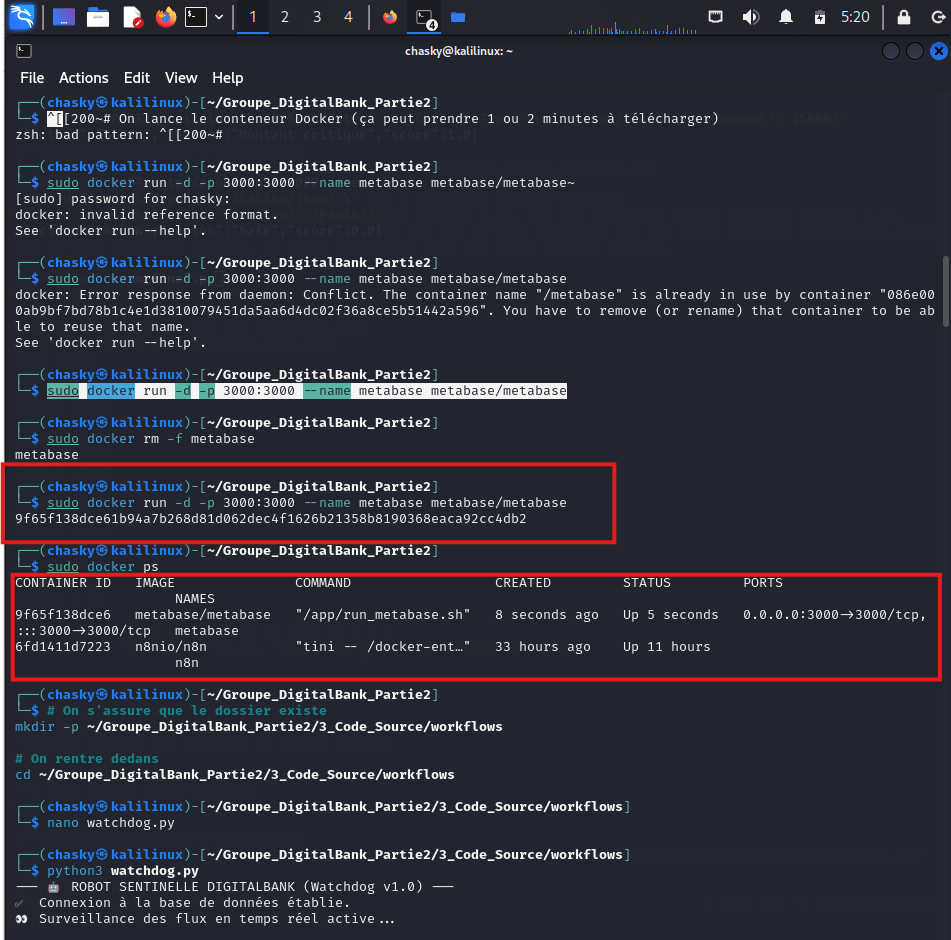 1 2 3 4
4
5:20
chasky@kalilinux: ~
File Actions Edit View Help
┌──(chasky㉿kalilinux)-[~/Groupe_DigitalBank_Partie2]
└─$ ^[[200~# On lance le conteneur Docker (ça peut prendre 1 ou 2 minutes à télécharger)
zsh: bad pattern: ^[[200~#
┌──(chasky㉿kalilinux)-[~/Groupe_DigitalBank_Partie2]
└─$ sudo docker run -d -p 3000:3000 --name metabase metabase/metabase~
[sudo] password for chasky:
docker: invalid reference format.
See 'docker run --help'.
┌──(chasky㉿kalilinux)-[~/Groupe_DigitalBank_Partie2]
└─$ sudo docker run -d -p 3000:3000 --name metabase metabase/metabase
docker: Error response from daemon: Conflict. The container name "/metabase" is already in use by container "086e00
0ab9bf7bd78b1c4e1d3810079451da5aa6d4dc02f36a8ce5b51442a596". You have to remove (or rename) that container to be ab
le to reuse that name.
See 'docker run --help'.
┌──(chasky㉿kalilinux)-[~/Groupe_DigitalBank_Partie2]
└─$ sudo docker run -d -p 3000:3000 --name metabase metabase/metabase
┌──(chasky㉿kalilinux)-[~/Groupe_DigitalBank_Partie2]
└─$ sudo docker rm -f metabase
metabase
┌──(chasky㉿kalilinux)-[~/Groupe_DigitalBank_Partie2]
└─$ sudo docker run -d -p 3000:3000 --name metabase metabase/metabase
9f65f138dce61b94a7b268d81d062dec4f1626b21358b8190368eaca92cc4db2
┌──(chasky㉿kalilinux)-[~/Groupe_DigitalBank_Partie2]
└─$ sudo docker ps
CONTAINER ID IMAGE COMMAND CREATED STATUS PORTS
NAMES
9f65f138dce6 metabase/metabase "/app/run_metabase.sh" 8 seconds ago Up 5 seconds 0.0.0.0:3000->3000/tcp,
:::3000->3000/tcp metabase
6fd1411d7223 n8nio/n8n "tini -- /docker-ent…" 33 hours ago Up 11 hours
n8n
┌──(chasky㉿kalilinux)-[~/Groupe_DigitalBank_Partie2]
└─$ # On s'assure que le dossier existe
mkdir -p ~/Groupe_DigitalBank_Partie2/3_Code_Source/workflows
# On rentre dedans
cd ~/Groupe_DigitalBank_Partie2/3_Code_Source/workflows
┌──(chasky㉿kalilinux)-[~/Groupe_DigitalBank_Partie2/3_Code_Source/workflows]
└─$ nano watchdog.py
┌──(chasky㉿kalilinux)-[~/Groupe_DigitalBank_Partie2/3_Code_Source/workflows]
└─$ python3 watchdog.py
--- 🤖 ROBOT SENTINELLE DIGITALBANK (Watchdog v1.0) ---
✅ Connexion à la base de données établie.
👀 Surveillance des flux en temps réel active...